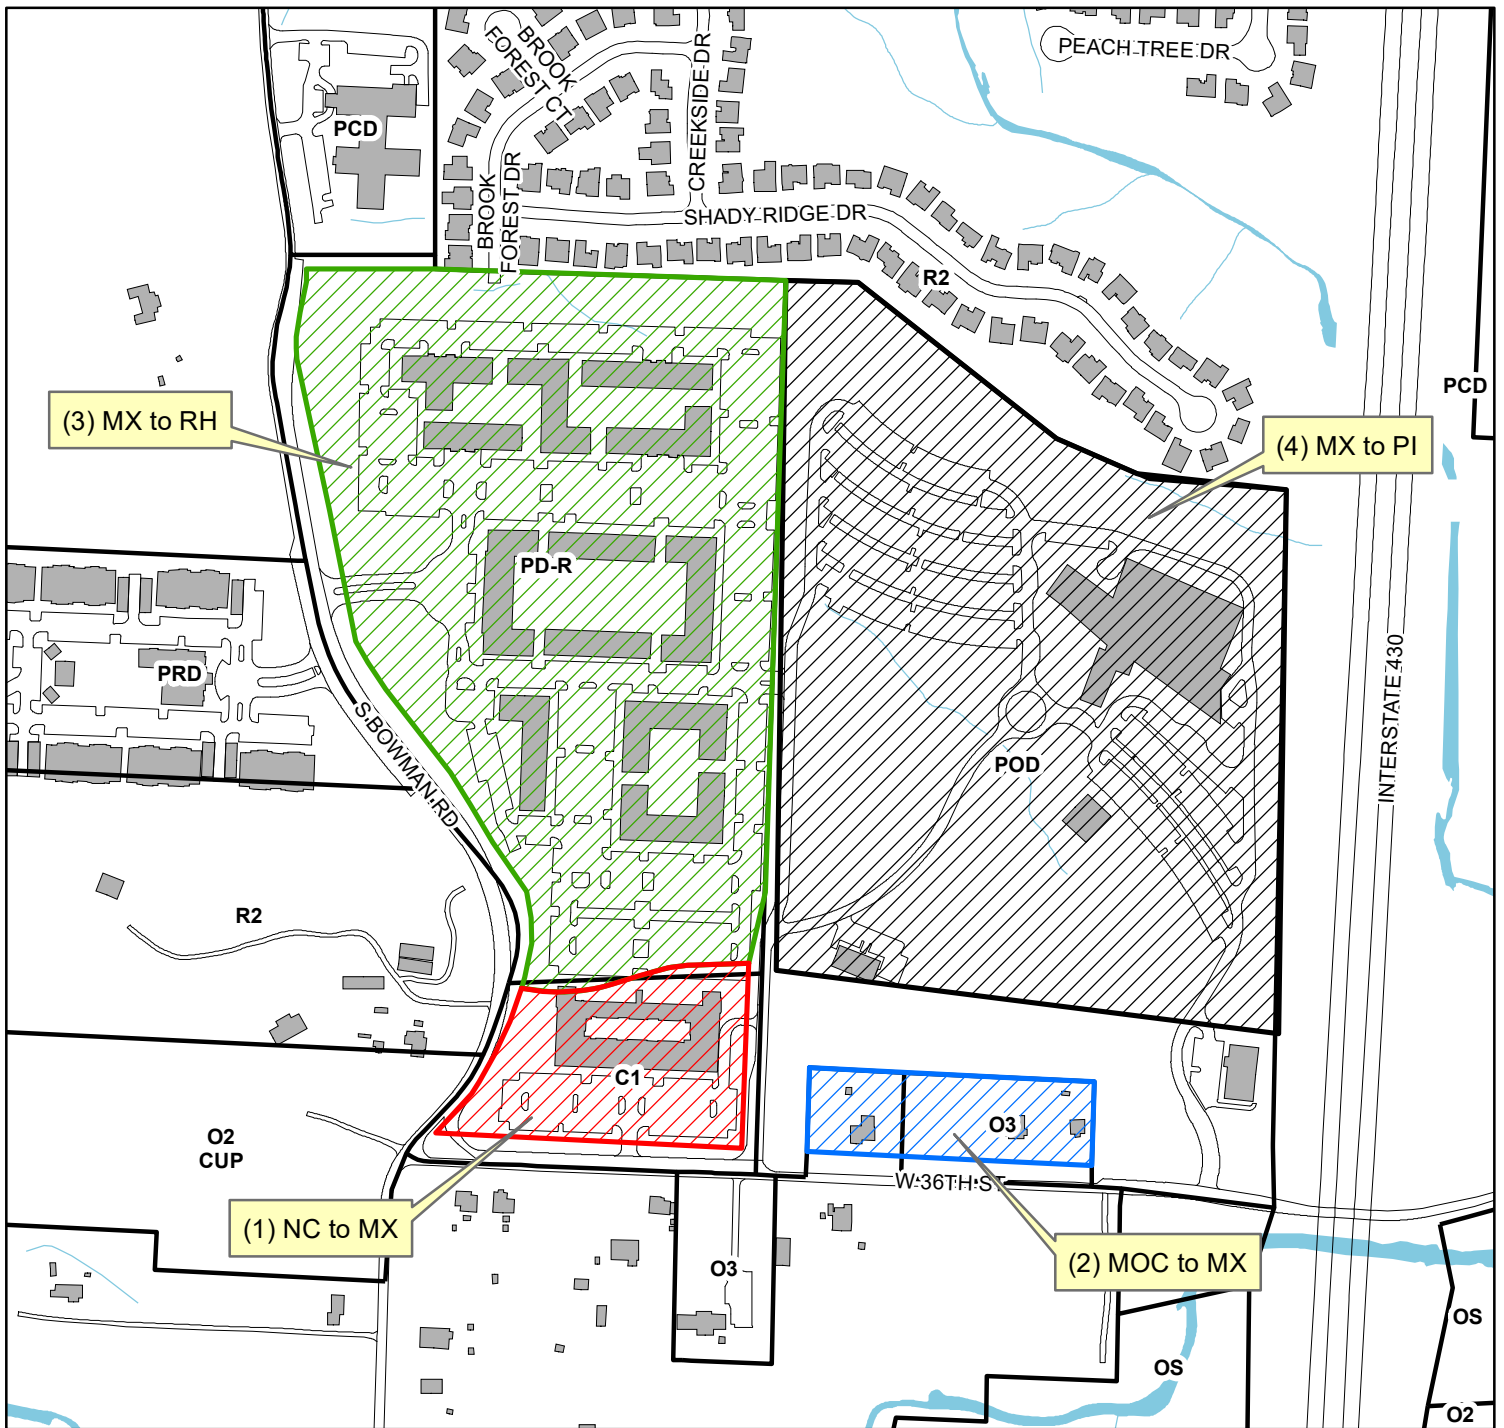 BROOK
FOREST CT
CREEKSIDE DR
PEACH TREE DR
PCD
BROOK
FOREST DR
SHADY RIDGE DR
R2
PCD
(3) MX to RH
(4) MX to PI
PD-R
PRD
S BOWMAN RD
INTERSTATE 430
POD
R2
C1
O3
O2
CUP
W 36TH ST
(1) NC to MX
(2) MOC to MX
O3
OS
OS
O2